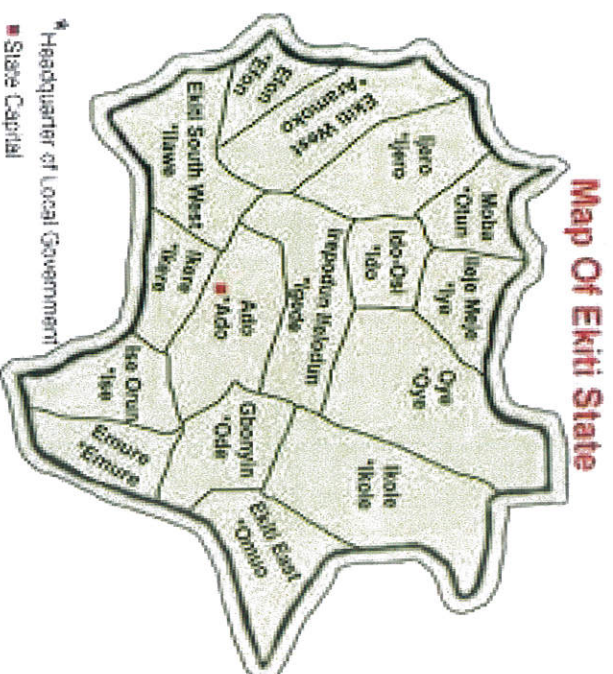 Map Of Ekiti State
Moba
*Otun
Ilejo Meje
*Iye
Ijero
*Ijero
Ido-Osi
*Ido
Oye
*Oye
Ikole
*Ikole
Ekiti West
*Aramoko
Efon
*Efon
Irepodun Ifelodun
*Igede
Ekiti South West
*Ilawe
Ado
*Ado
Ikere
*Ikere
Gbonyin
*Ode
Ekiti East
*Omuo
Ise Orun
*Ise
Emure
*Emure
* Headquarter of Local Government
State Capital